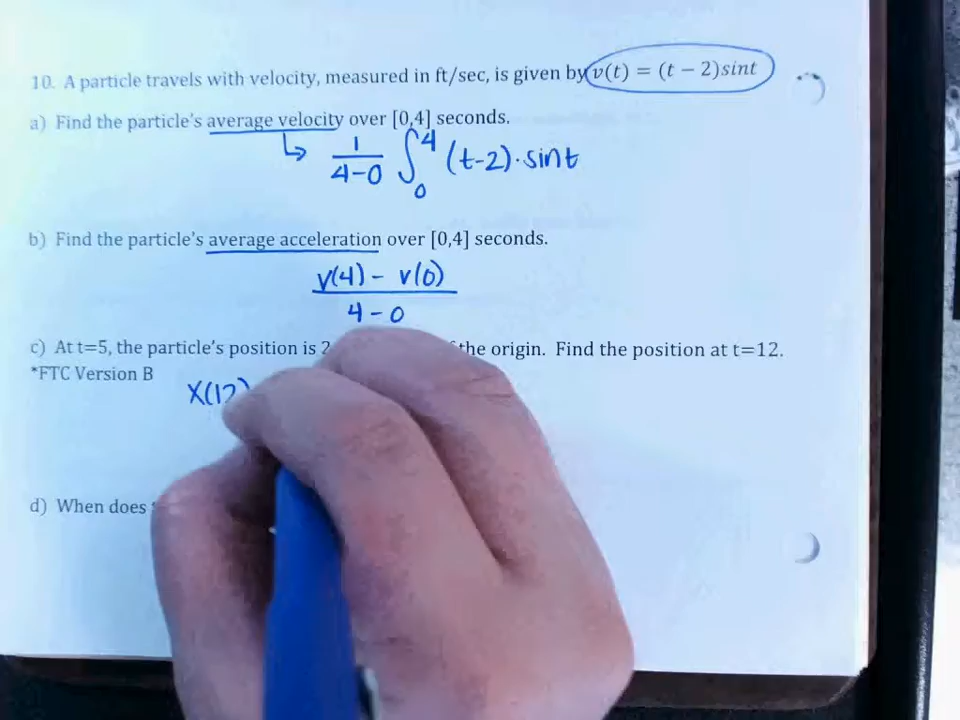 10. A particle travels with velocity, measured in ft/sec, is given by v(t) = (t − 2)sint
a) Find the particle's average velocity over [0,4] seconds.
1/4-0 ∫₀⁴ (t-2)·sint
b) Find the particle's average acceleration over [0,4] seconds.
v(4) - v(0)
4-0
c) At t=5, the particle's position is 2 the origin. Find the position at t=12.
*FTC Version B
X(12)
d) When does